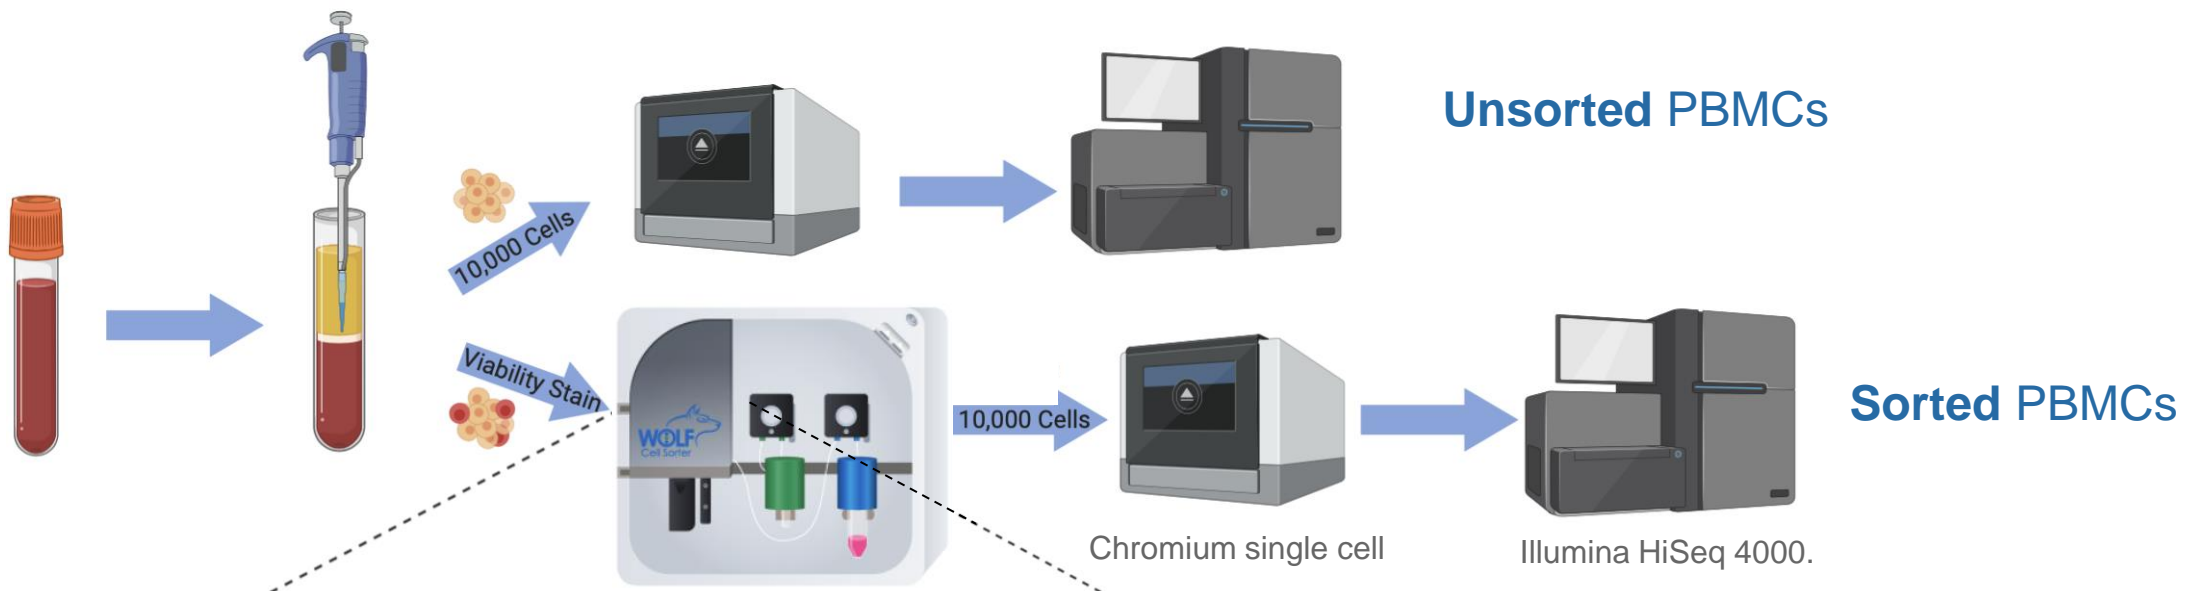 Unsorted PBMCs
10,000 Cells
Viability Stain
WOLF
Cell Sorter
10,000 Cells
Sorted PBMCs
Chromium single cell
Illumina HiSeq 4000.